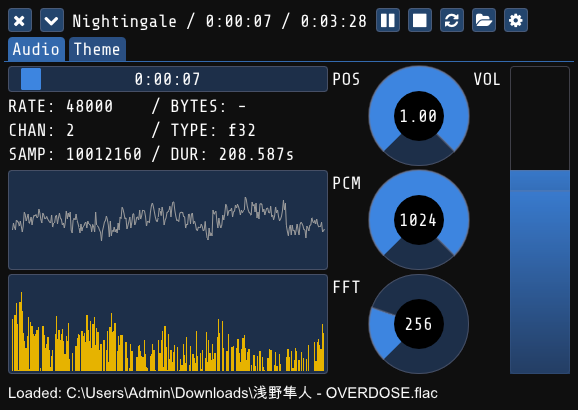 Nightingale / 0:00:07 / 0:03:28
Audio Theme
0:00:07
POS
1.00
VOL
RATE: 48000 / BYTES: -
CHAN: 2 / TYPE: f32
SAMP: 10012160 / DUR: 208.587s
PCM
1024
FFT
256
Loaded: C:\Users\Admin\Downloads\浅野隼人 - OVERDOSE.flac